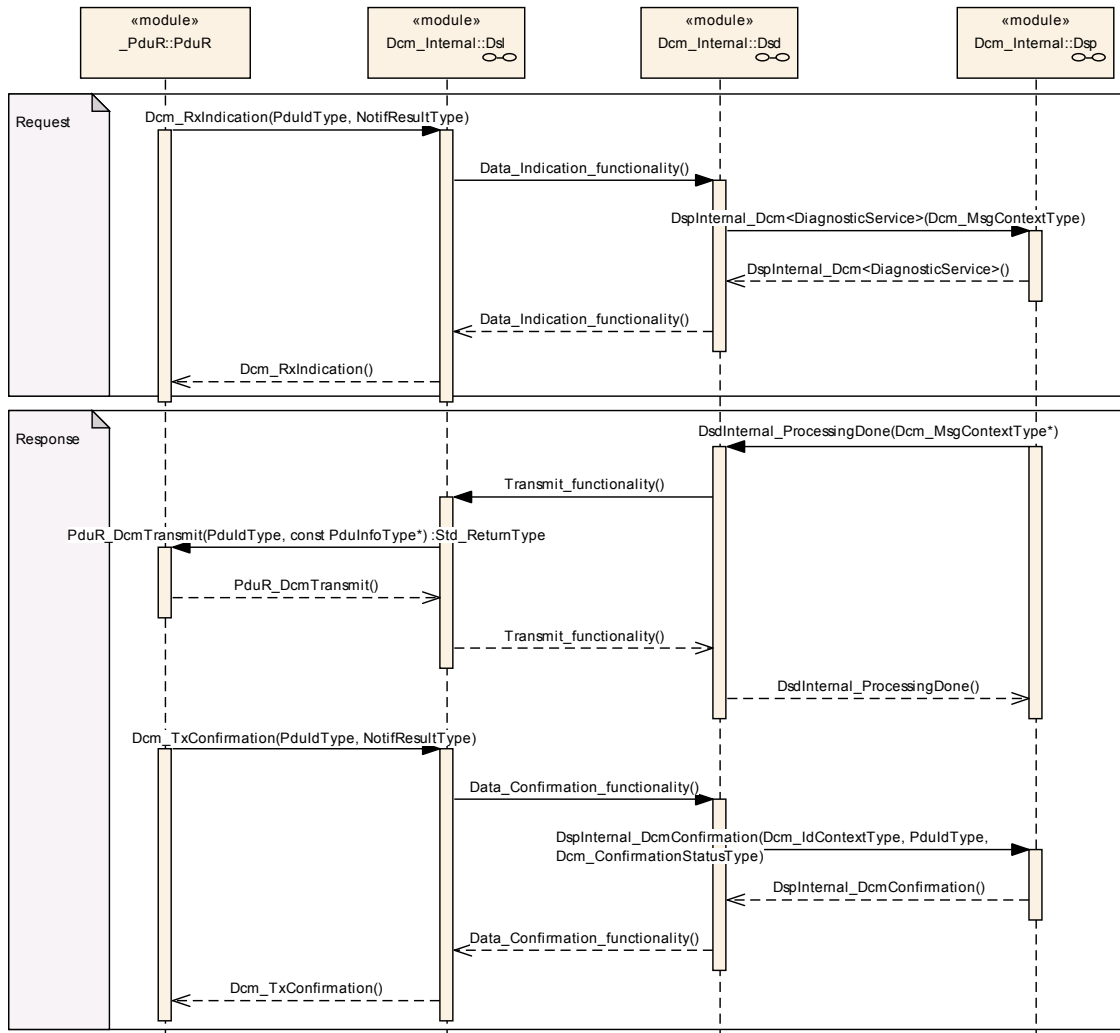 «module»
_PduR::PduR
«module»
Dcm_Internal::Dsl
«module»
Dcm_Internal::Dsd
«module»
Dcm_Internal::Dsp
Request
Dcm_RxIndication(PduIdType, NotifResultType)
Data_Indication_functionality()
DspInternal_Dcm<DiagnosticService>(Dcm_MsgContextType)
DspInternal_Dcm<DiagnosticService>()
Data_Indication_functionality()
Dcm_RxIndication()
Response
DsdInternal_ProcessingDone(Dcm_MsgContextType*)
Transmit_functionality()
PduR_DcmTransmit(PduIdType, const PduInfoType*) :Std_ReturnType
PduR_DcmTransmit()
Transmit_functionality()
DsdInternal_ProcessingDone()
Dcm_TxConfirmation(PduIdType, NotifResultType)
Data_Confirmation_functionality()
DspInternal_DcmConfirmation(Dcm_IdContextType, PduIdType,
Dcm_ConfirmationStatusType)
DspInternal_DcmConfirmation()
Data_Confirmation_functionality()
Dcm_TxConfirmation()